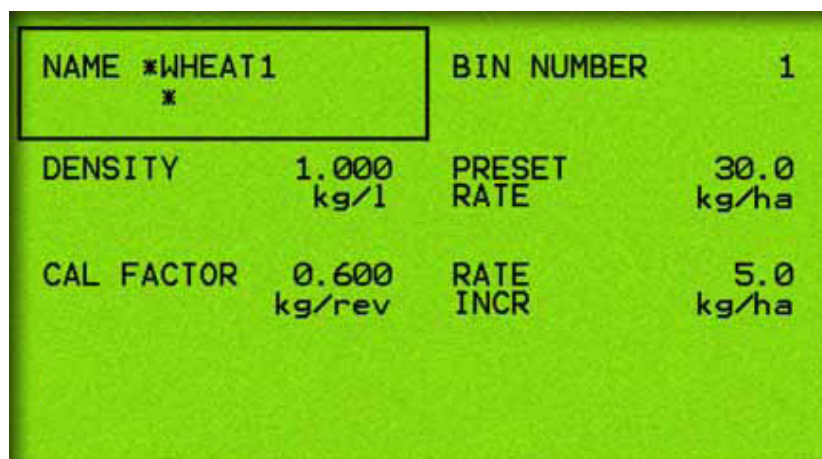 NAME *WHEAT1
*
BIN NUMBER 1
DENSITY 1.000
kg/l
PRESET 30.0
RATE kg/ha
CAL FACTOR 0.600
kg/rev
RATE 5.0
INCR kg/ha